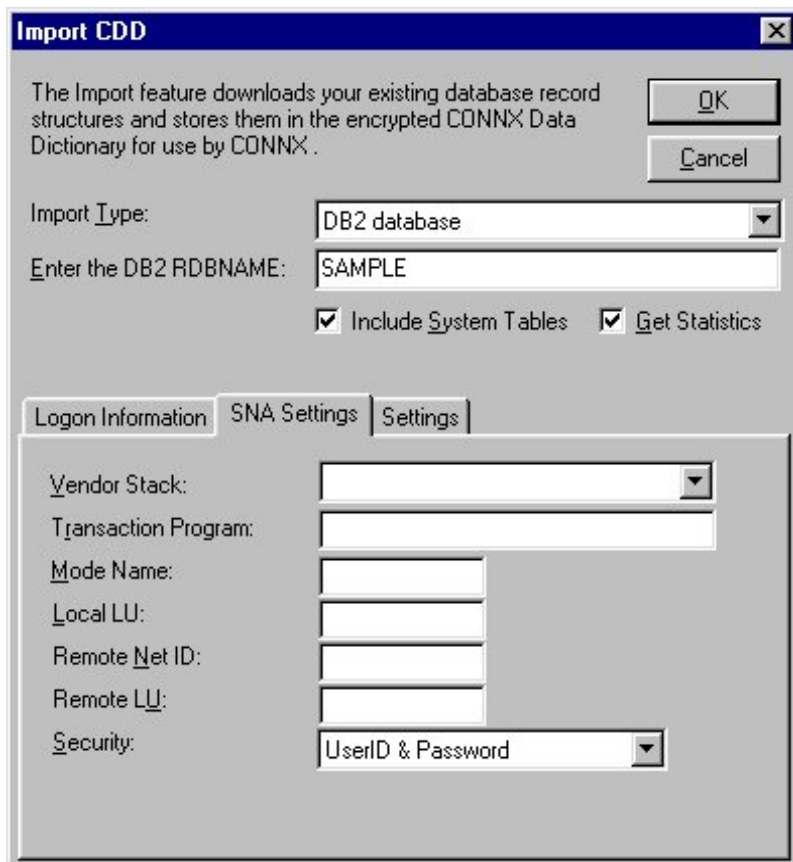 Import CDD
The Import feature downloads your existing database record
structures and stores them in the encrypted CONNX Data
Dictionary for use by CONNX .
OK
Cancel
Import Type:
DB2 database
Enter the DB2 RDBNAME:
SAMPLE
Include System Tables
Get Statistics
Logon Information
SNA Settings
Settings
Vendor Stack:
Transaction Program:
Mode Name:
Local LU:
Remote Net ID:
Remote LU:
Security:
UserID & Password